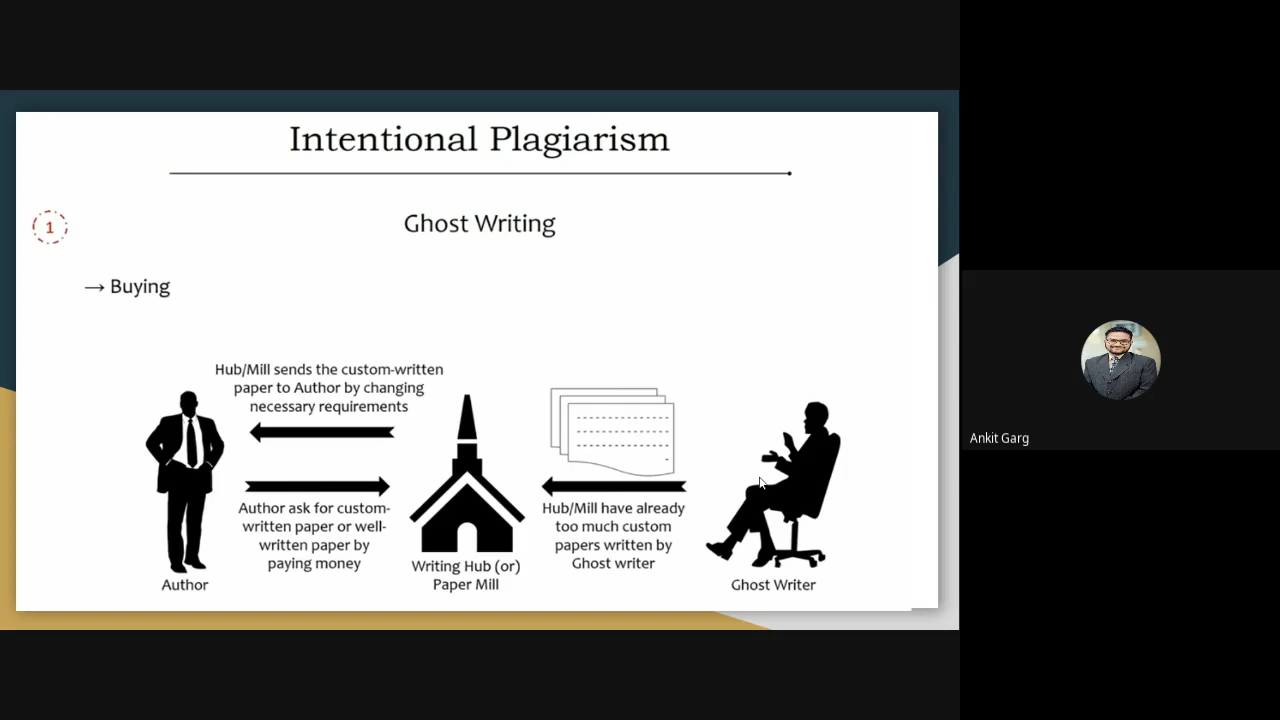 Intentional Plagiarism
1
Ghost Writing
→ Buying
Hub/Mill sends the custom-written
paper to Author by changing
necessary requirements
Author ask for custom-
written paper or well-
written paper by
paying money
Author
Writing Hub (or)
Paper Mill
Hub/Mill have already
too much custom
papers written by
Ghost writer
Ghost Writer
Ankit Garg